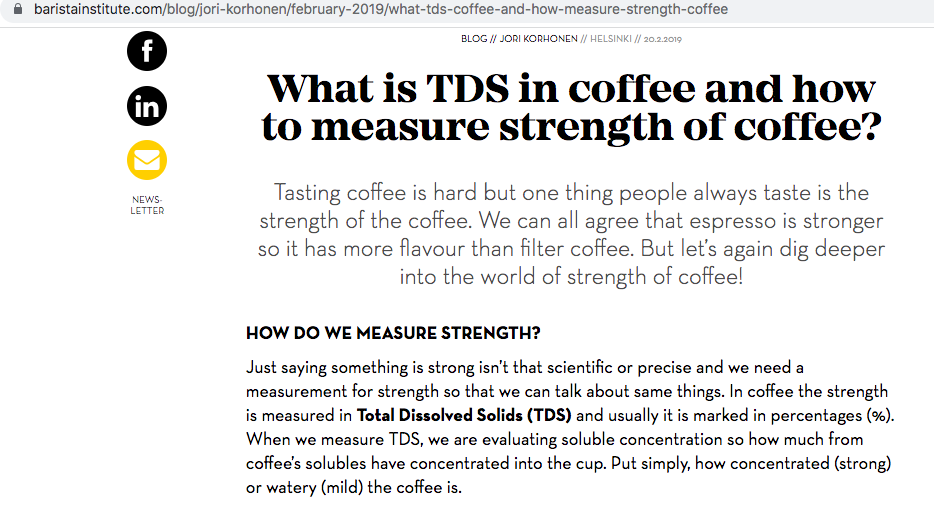 baristainstitute.com/blog/jori-korhonen/february-2019/what-tds-coffee-and-how-measure-strength-coffee
BLOG // JORI KORHONEN // HELSINKI // 20.2.2019
What is TDS in coffee and how
to measure strength of coffee?
NEWS-
LETTER
Tasting coffee is hard but one thing people always taste is the
strength of the coffee. We can all agree that espresso is stronger
so it has more flavour than filter coffee. But let's again dig deeper
into the world of strength of coffee!
HOW DO WE MEASURE STRENGTH?
Just saying something is strong isn't that scientific or precise and we need a
measurement for strength so that we can talk about same things. In coffee the strength
is measured in Total Dissolved Solids (TDS) and usually it is marked in percentages (%).
When we measure TDS, we are evaluating soluble concentration so how much from
coffee's solubles have concentrated into the cup. Put simply, how concentrated (strong)
or watery (mild) the coffee is.